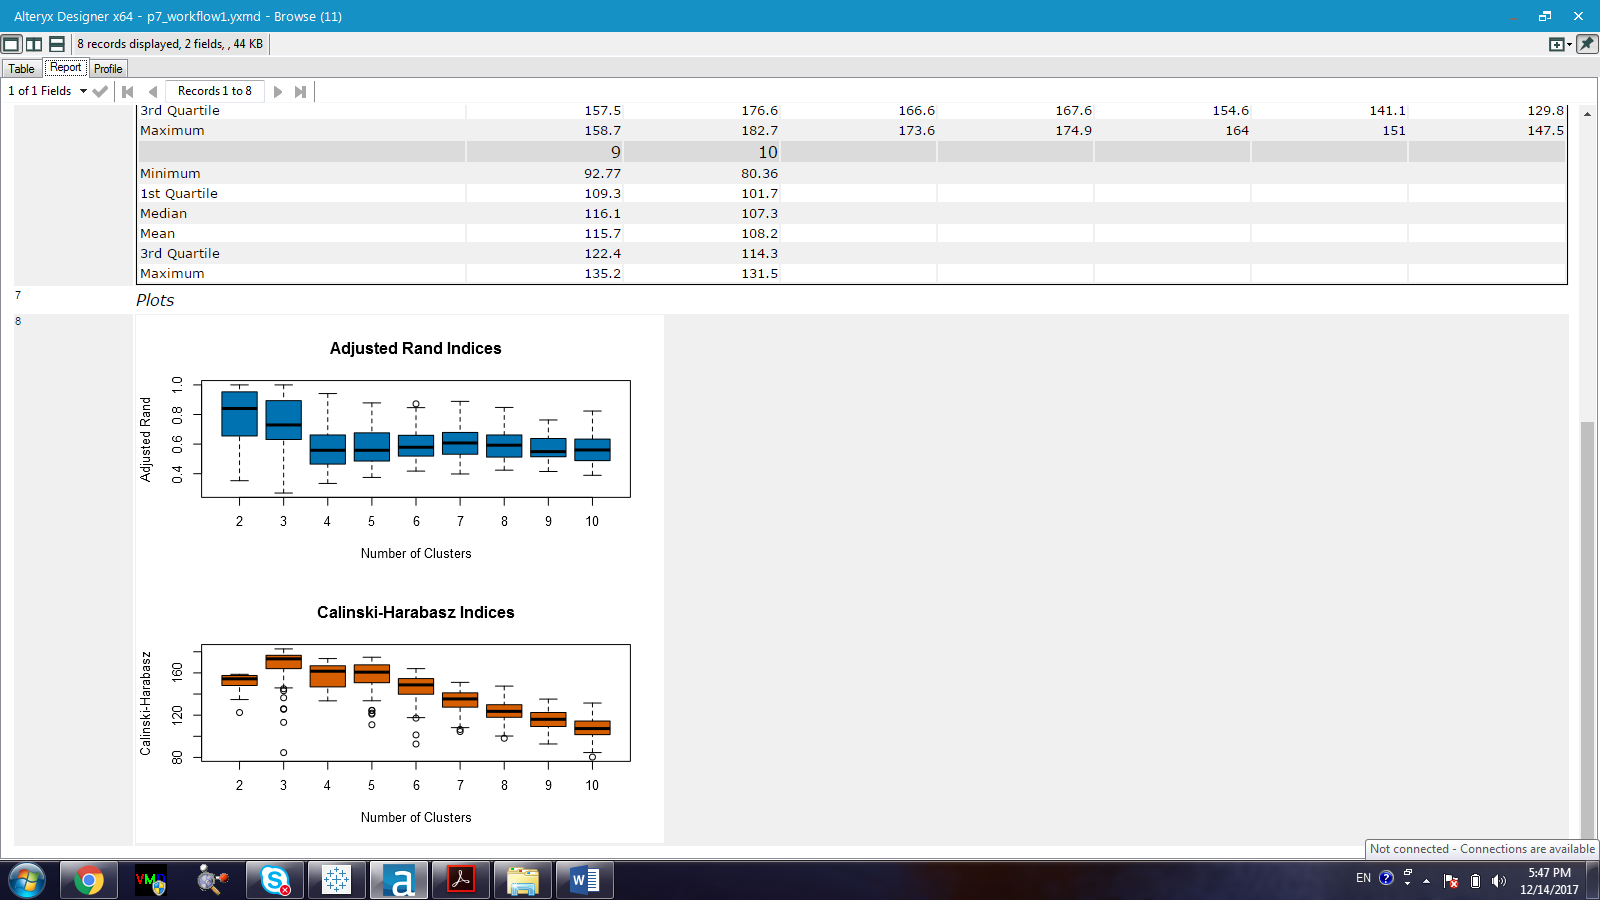 Alteryx Designer x64 - p7_workflow1.yxmd - Browse (11)
8 records displayed, 2 fields, , 44 KB
Table Report Profile
1 of 1 Fields Records 1 to 8
3rd Quartile 157.5 176.6 166.6 167.6 154.6 141.1 129.8
Maximum 158.7 182.7 173.6 174.9 164 151 147.5
9 10
Minimum 92.77 80.36
1st Quartile 109.3 101.7
Median 116.1 107.3
Mean 115.7 108.2
3rd Quartile 122.4 114.3
Maximum 135.2 131.5
7 Plots
8
Adjusted Rand Indices
Adjusted Rand
1.0
0.8
0.6
0.4
2 3 4 5 6 7 8 9 10
Number of Clusters
Calinski-Harabasz Indices
Calinski-Harabasz
160
120
80
2 3 4 5 6 7 8 9 10
Number of Clusters
Not connected - Connections are available
VMD
S
a
W
EN
?
5:47 PM
12/14/2017